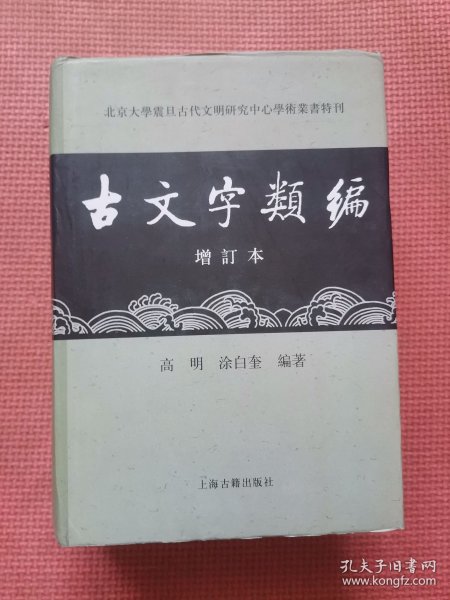 北京大學震旦古代文明研究中心學術業書特刊
古文字類編
增訂本
高 明 涂白奎 編著
上海古籍出版社
孔夫子旧书网
www.kongfz.com